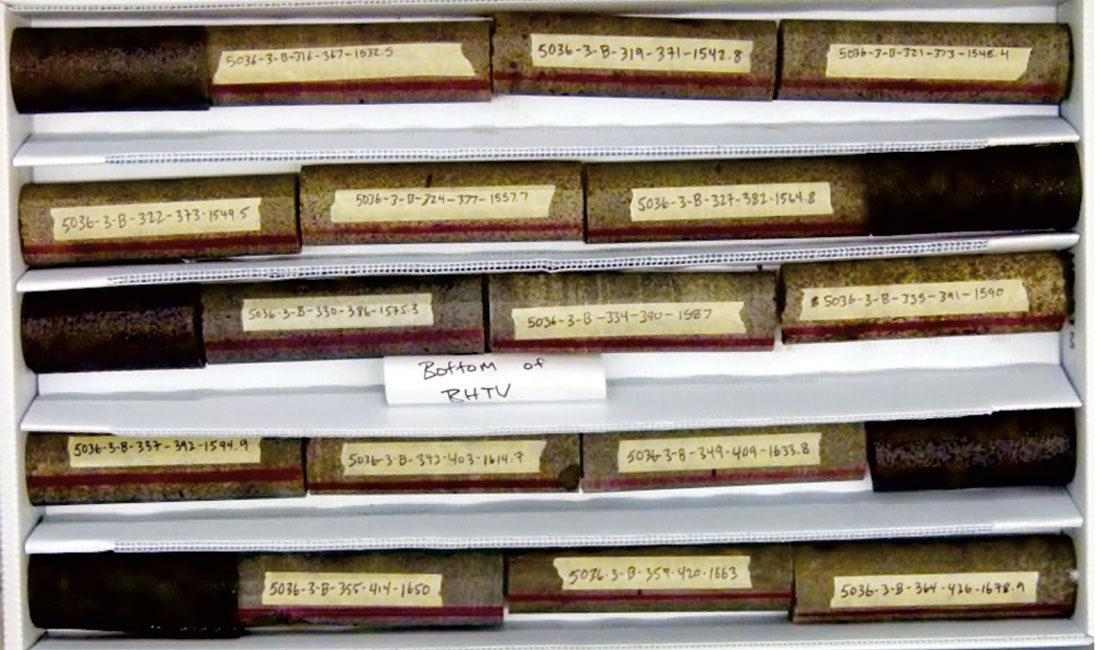 5036-3-B-316-367-1532.5
5036-3-B-319-371-1542.8
5036-3-B-321-373-1548.4
5036-3-B-322-373-1549.5
5036-3-B-324-377-1557.7
5036-3-B-327-382-1564.8
5036-3-B-330-386-1575.3
5036-3-B-334-390-1587
5036-3-B-335-391-1590
Bottom of
BHTV
5036-3-B-337-392-1594.9
5036-3-B-343-403-1614.7
5036-3-B-349-409-1633.8
5036-3-B-355-414-1650
5036-3-B-359-420-1663
5036-3-B-364-426-1678.9